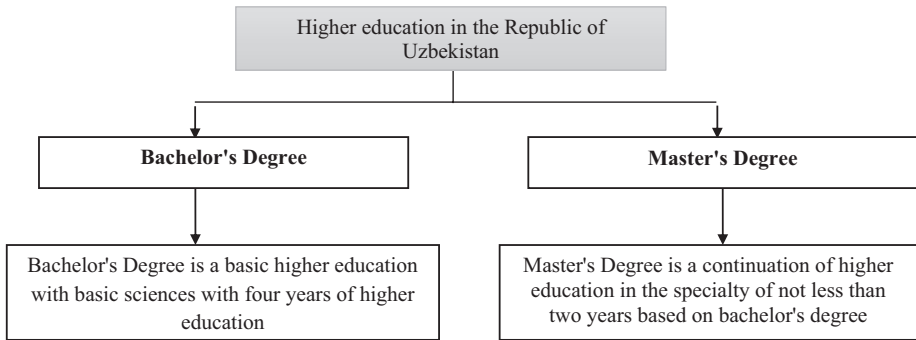 Higher education in the Republic of
Uzbekistan
Bachelor's Degree
Master's Degree
Bachelor's Degree is a basic higher education
with basic sciences with four years of higher
education
Master's Degree is a continuation of higher
education in the specialty of not less than
two years based on bachelor's degree